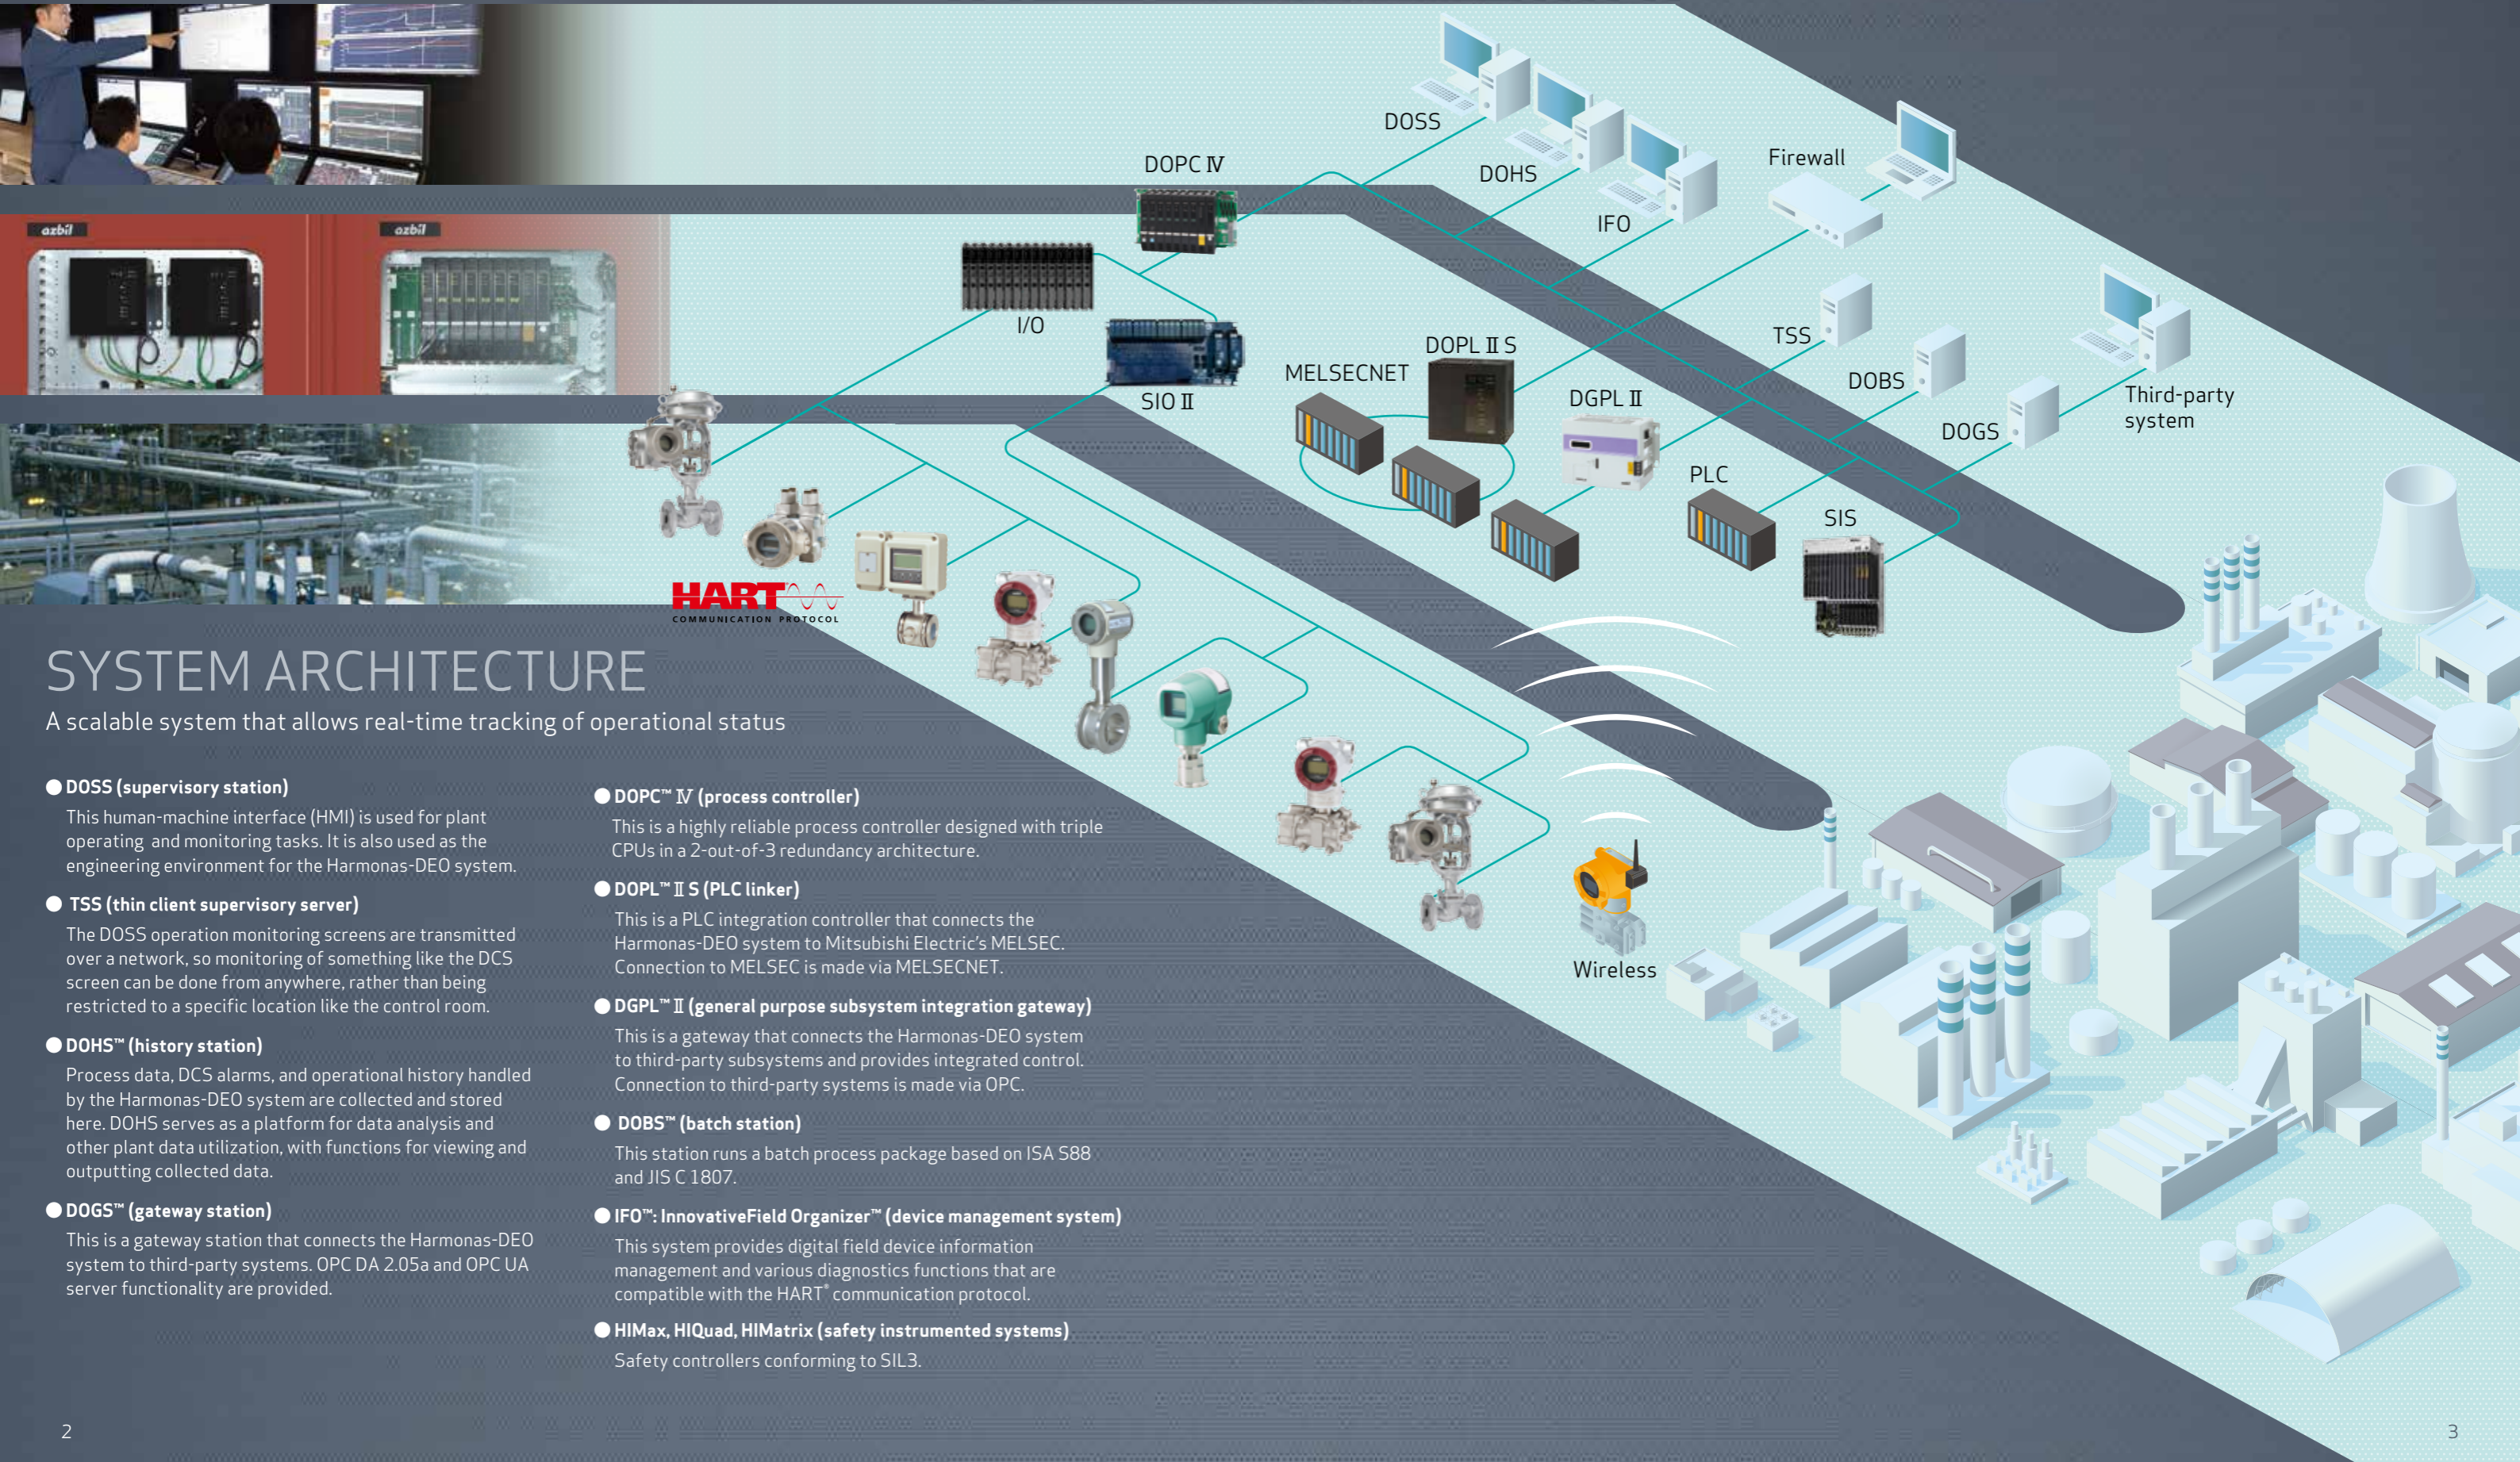 azbil
azbil
DOSS
DOPC Ⅳ
Firewall
DOHS
IFO
I/O
TSS
DOPL Ⅱ S
MELSECNET
DOBS
Third-party
system
DGPL Ⅱ
SIO Ⅱ
DOGS
PLC
SIS
HART
COMMUNICATION PROTOCOL
Wireless
SYSTEM ARCHITECTURE
A scalable system that allows real-time tracking of operational status
● DOSS (supervisory station)
This human-machine interface (HMI) is used for plant
operating and monitoring tasks. It is also used as the
engineering environment for the Harmonas-DEO system.
● TSS (thin client supervisory server)
The DOSS operation monitoring screens are transmitted
over a network, so monitoring of something like the DCS
screen can be done from anywhere, rather than being
restricted to a specific location like the control room.
● DOHS™ (history station)
Process data, DCS alarms, and operational history handled
by the Harmonas-DEO system are collected and stored
here. DOHS serves as a platform for data analysis and
other plant data utilization, with functions for viewing and
outputting collected data.
● DOGS™ (gateway station)
This is a gateway station that connects the Harmonas-DEO
system to third-party systems. OPC DA 2.05a and OPC UA
server functionality are provided.
● DOPC™ Ⅳ (process controller)
This is a highly reliable process controller designed with triple
CPUs in a 2-out-of-3 redundancy architecture.
● DOPL™ Ⅱ S (PLC linker)
This is a PLC integration controller that connects the
Harmonas-DEO system to Mitsubishi Electric’s MELSEC.
Connection to MELSEC is made via MELSECNET.
● DGPL™ Ⅱ (general purpose subsystem integration gateway)
This is a gateway that connects the Harmonas-DEO system
to third-party subsystems and provides integrated control.
Connection to third-party systems is made via OPC.
● DOBS™ (batch station)
This station runs a batch process package based on ISA S88
and JIS C 1807.
● IFO™: InnovativeField Organizer™ (device management system)
This system provides digital field device information
management and various diagnostics functions that are
compatible with the HART® communication protocol.
● HIMax, HIQuad, HIMatrix (safety instrumented systems)
Safety controllers conforming to SIL3.
2
3